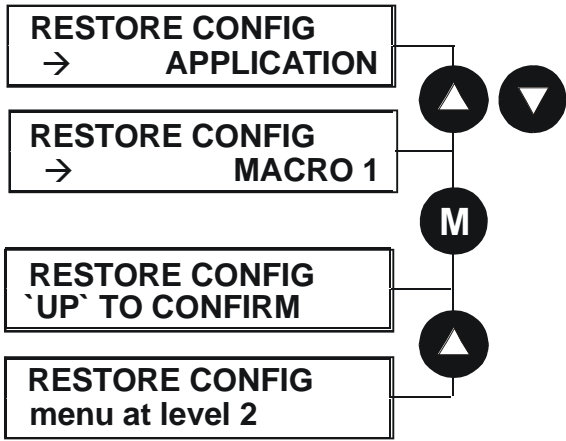 RESTORE CONFIG
→ APPLICATION
RESTORE CONFIG
→ MACRO 1
M
RESTORE CONFIG
`UP` TO CONFIRM
RESTORE CONFIG
menu at level 2